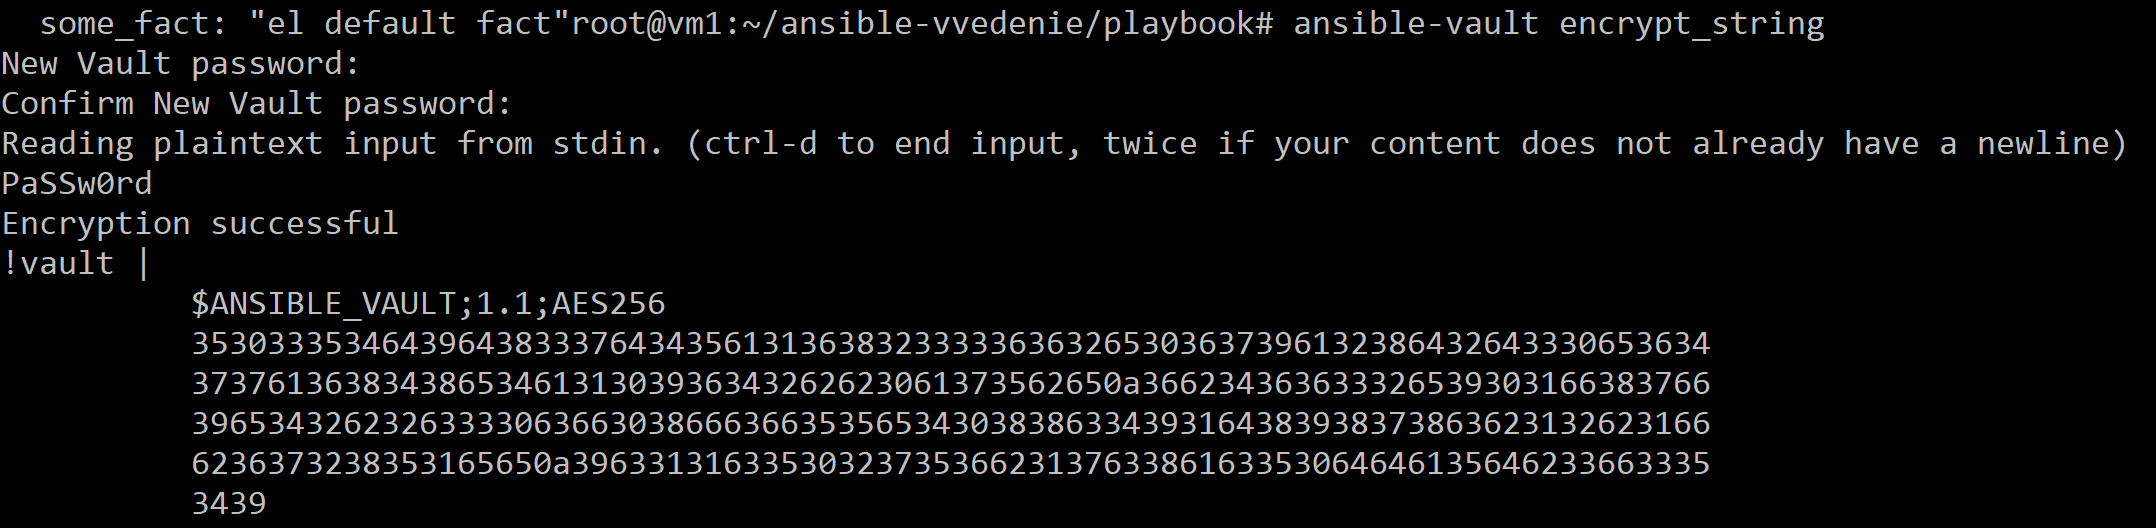 some_fact: "el default fact"root@vm1:~/ansible-vvedenie/playbook# ansible-vault encrypt_string
New Vault password:
Confirm New Vault password:
Reading plaintext input from stdin. (ctrl-d to end input, twice if your content does not already have a newline)
PaSSw0rd
Encryption successful
!vault |
$ANSIBLE_VAULT;1.1;AES256
35303335346439643833376434356131363832333336363265303637396132386432643330653634
3737613638343865346131303936343262623061373562650a366234636363326539303166383766
39653432623263333063663038666366353565343038386334393164383938373863623132623166
6236373238353165650a396331316335303237353662313763386163353064646135646233663335
3439